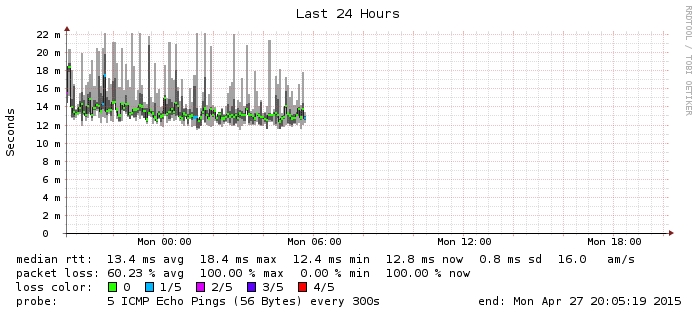 Last 24 Hours
RRDTOOL / TOBI OETIKER
Seconds
22 m
20 m
18 m
16 m
14 m
12 m
10 m
8 m
6 m
4 m
2 m
0
Mon 00:00 Mon 06:00 Mon 12:00 Mon 18:00
median rtt: 13.4 ms avg 18.4 ms max 12.4 ms min 12.8 ms now 0.8 ms sd 16.0 am/s
packet loss: 60.23 % avg 100.00 % max 0.00 % min 100.00 % now
loss color: 0 1/5 2/5 3/5 4/5
probe: 5 ICMP Echo Pings (56 Bytes) every 300s end: Mon Apr 27 20:05:19 2015